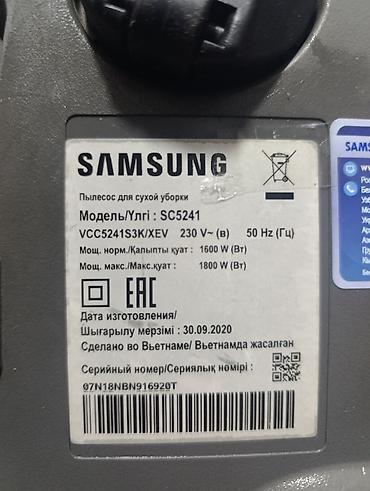 SAMSUNG
Пылесос для сухой уборки
Модель/Үлгі : SC5241
VCC5241S3K/XEV 230 V~ (в) 50 Hz (Гц)
Мощ. норм./Қалыпты қуат : 1600 W (Вт)
Мощ. макс./Макс.қуат : 1800 W (Вт)
EAC
Дата изготовления/
Шығарылу мерзімі : 30.09.2020
Сделано во Вьетнаме/ Вьетнамда жасалған
Серийный номер/Сериялық нөмірі :
07N18NBN916920T
SAMS